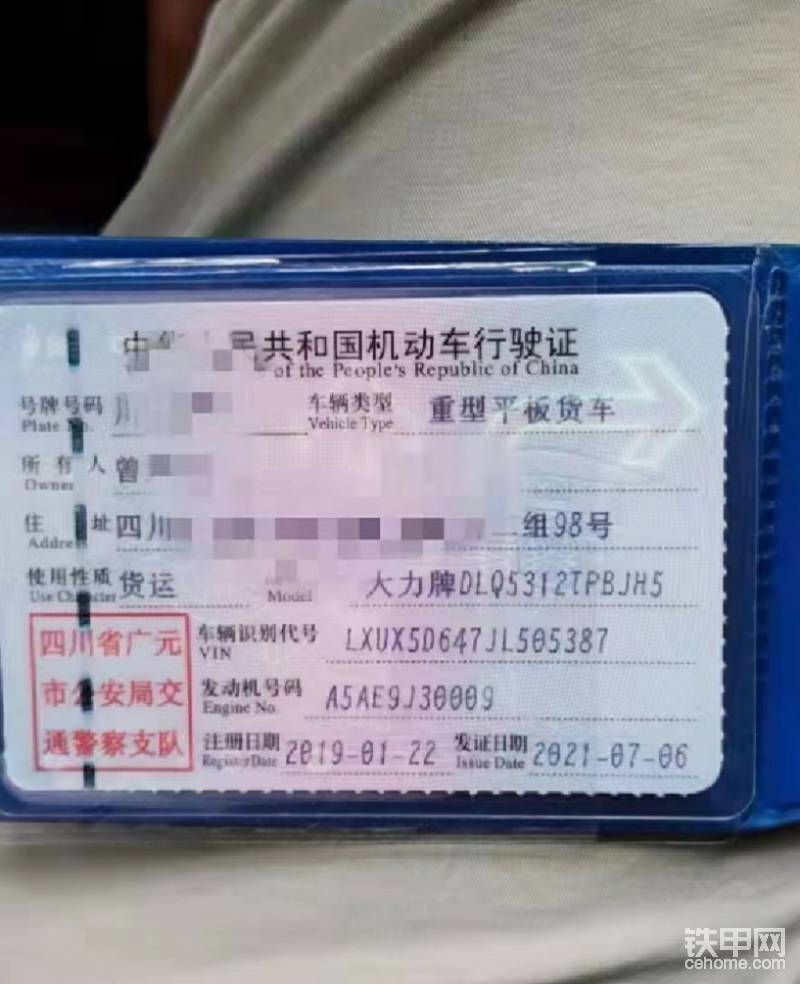 共和国机动车行驶证
of the People's Republic of China
号牌号码 川 车辆类型 重型平板货车
Plate No. Vehicle Type
所有人 曾
Owner
住址 四川 组98号
Address
使用性质 货运 大力牌DLQ5312TPBJH5
Use Character Model
四川省广元 车辆识别代号 LXUX5D647JL505387
VIN
市公安局交 发动机号码 A5AE9J30009
Engine No.
通警察支队 注册日期 2019-01-22 发证日期 2021-07-06
Register Date Issue Date
铁甲网
cehome.com